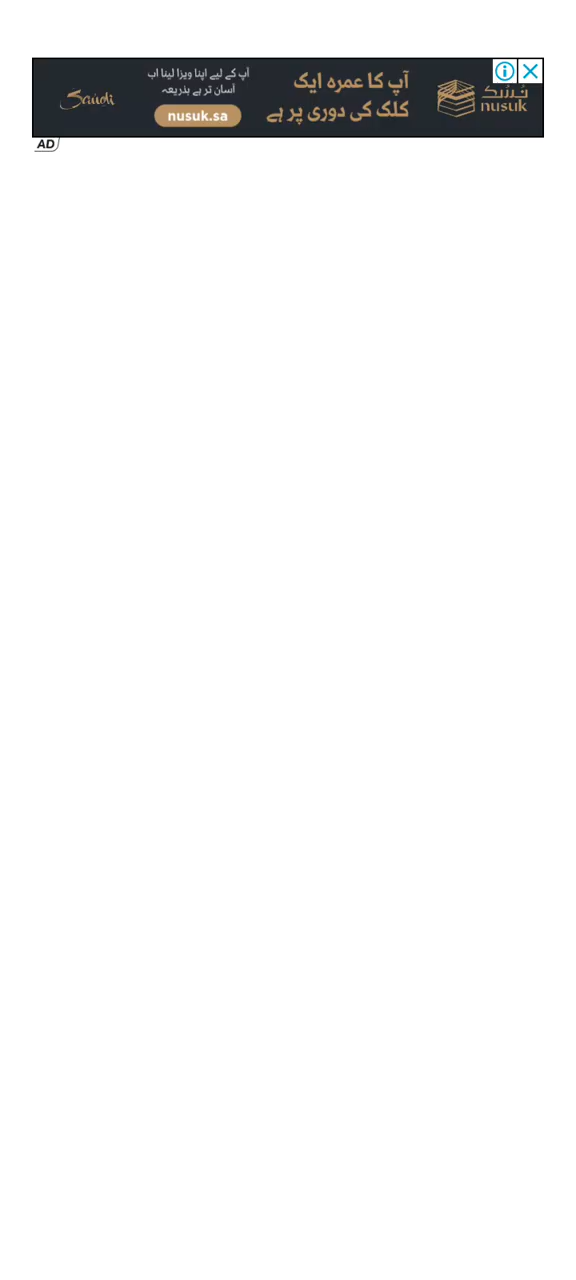 نُسُك
nusuk
آپ کا عمرہ ایک
کلک کی دوری پر ہے
آپ کے لیے اپنا ویزا لینا اب
آسان تر ہے بذریعہ
nusuk.sa
Saudi
AD